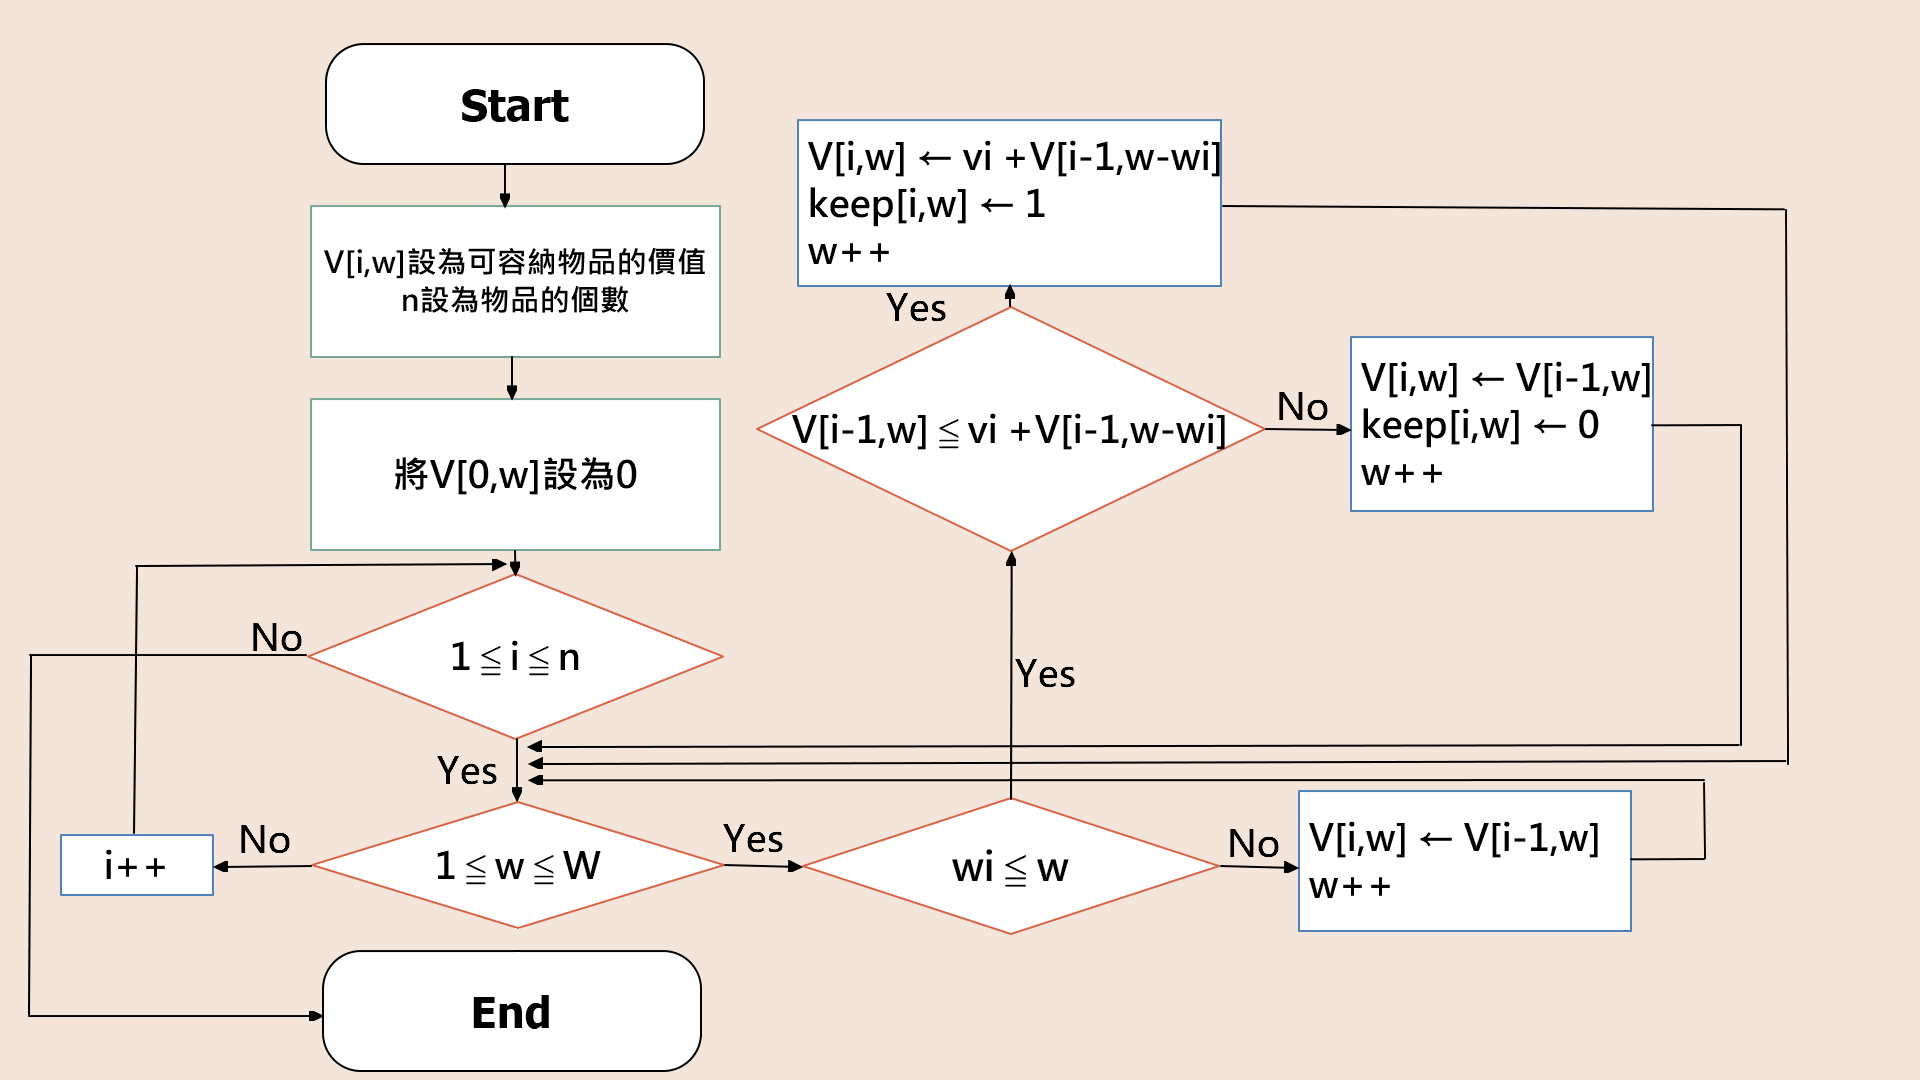 Start
V[i,w]設為可容納物品的價值
n設為物品的個數
將V[0,w]設為0
1≦i≦n
No
Yes
1≦w≦W
No
i++
Yes
wi≦w
No
V[i,w]←V[i-1,w]
w++
Yes
V[i-1,w]≦vi +V[i-1,w-wi]
No
V[i,w]←V[i-1,w]
keep[i,w]←0
w++
Yes
V[i,w]←vi +V[i-1,w-wi]
keep[i,w]←1
w++
End